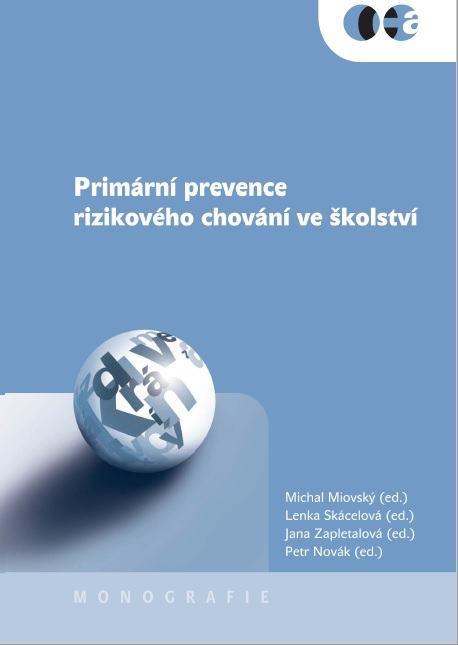 Primární prevence
rizikového chování ve školství
Michal Miovský (ed.)
Lenka Skácelová (ed.)
Jana Zapletalová (ed.)
Petr Novák (ed.)
MONOGRAFIE